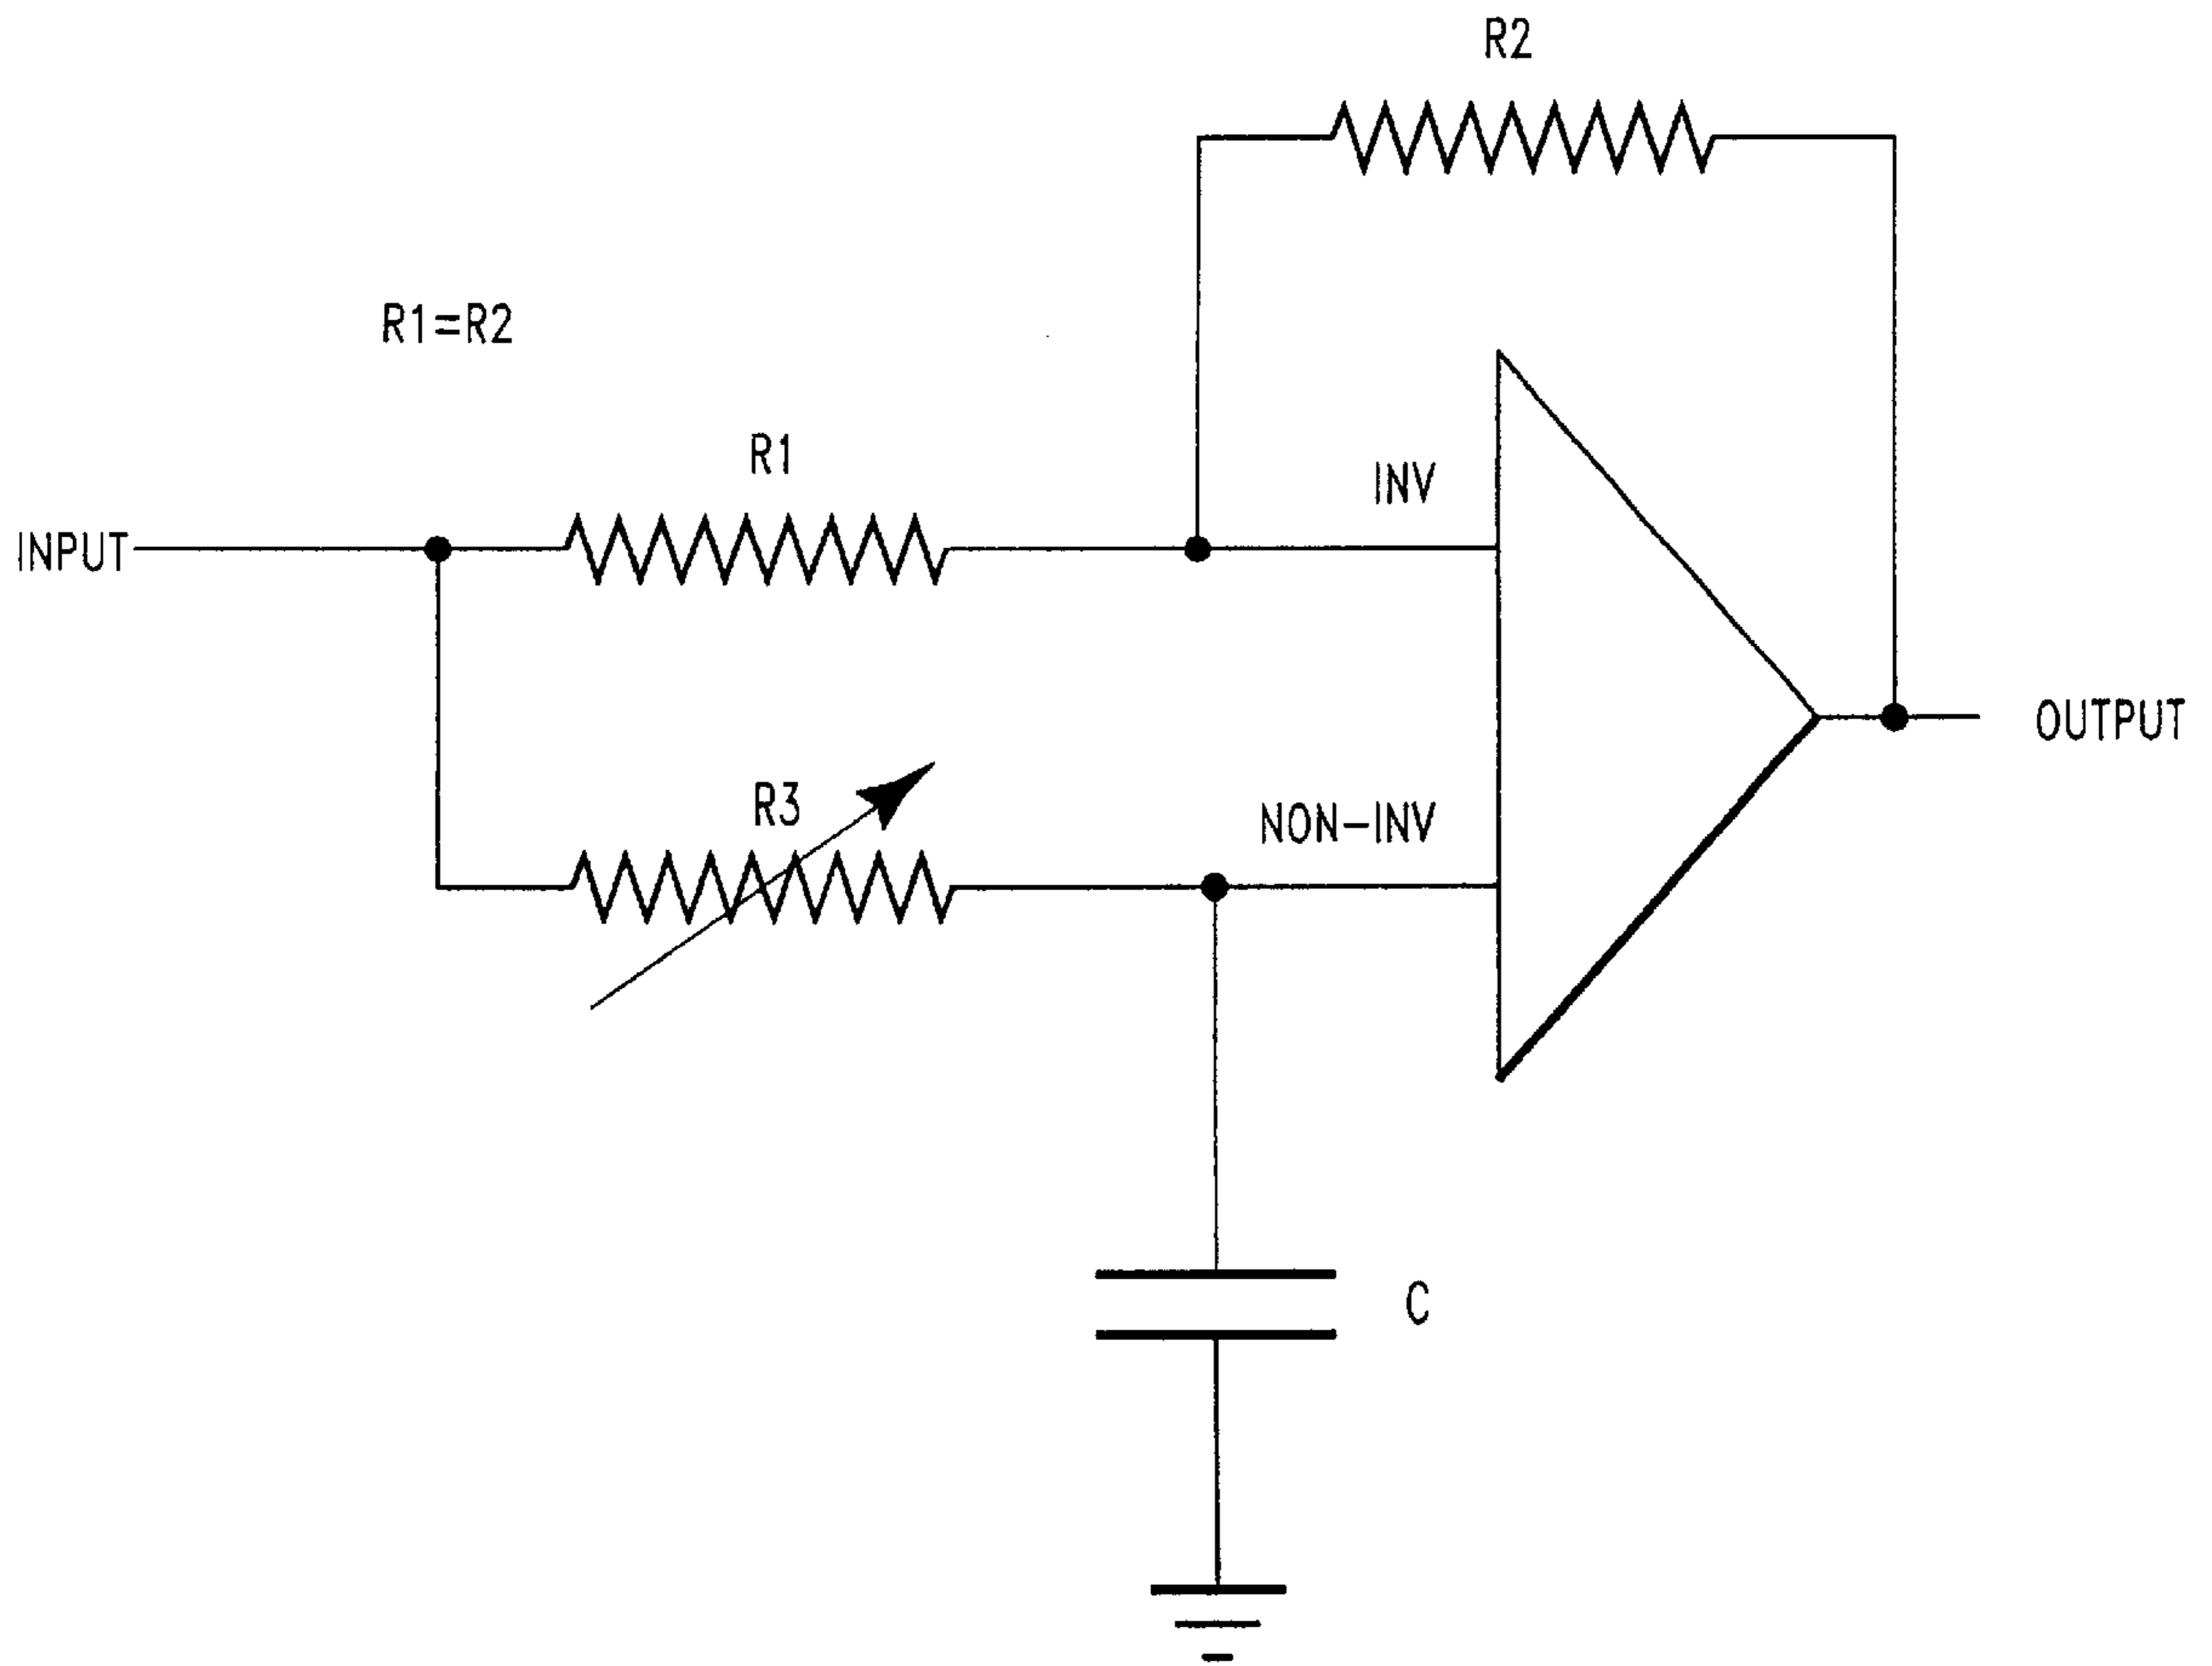 R2
R1=R2
R1
INV
INPUT
OUTPUT
R3
NON-INV
C